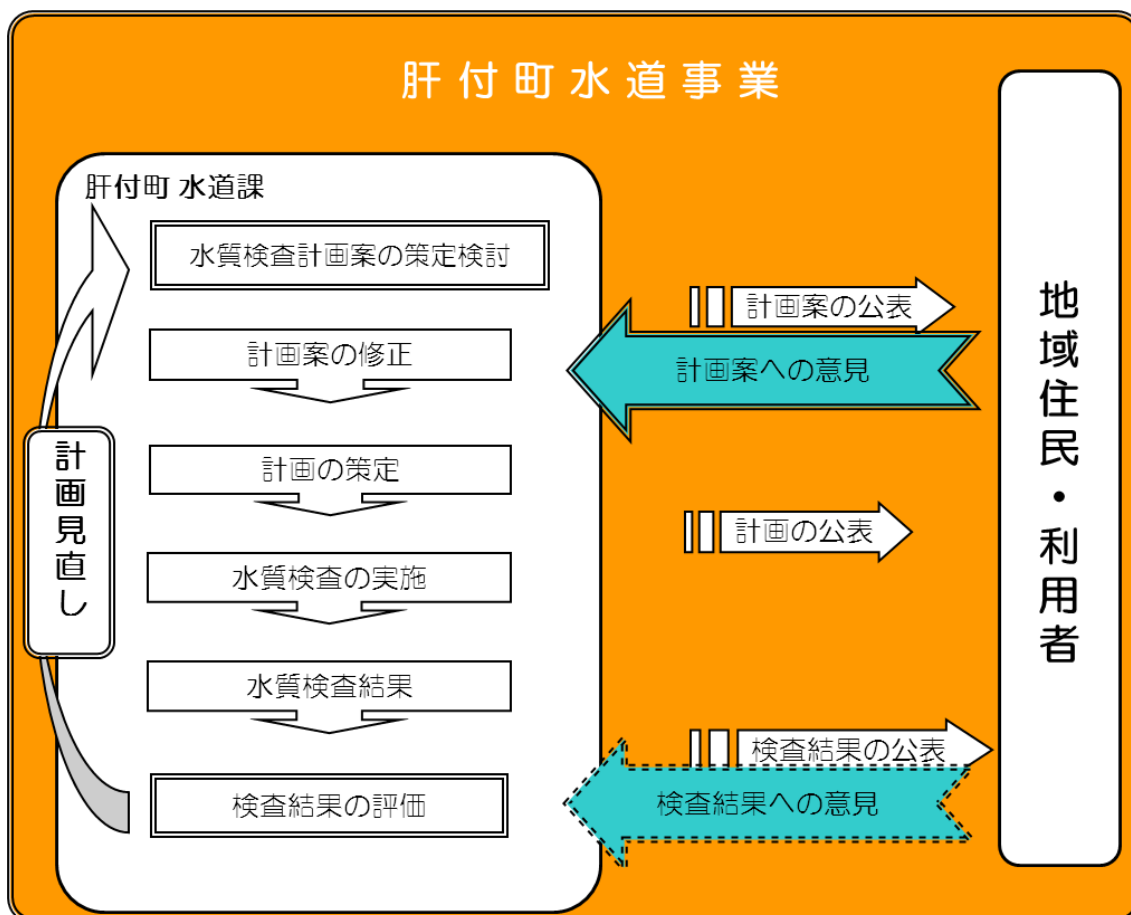 肝付町水道事業
肝付町 水道課
水質検査計画案の策定検討
計画案の修正
計画の策定
水質検査の実施
水質検査結果
検査結果の評価
計画見直し
計画案の公表
計画案への意見
計画の公表
検査結果の公表
検査結果への意見
地域住民・利用者